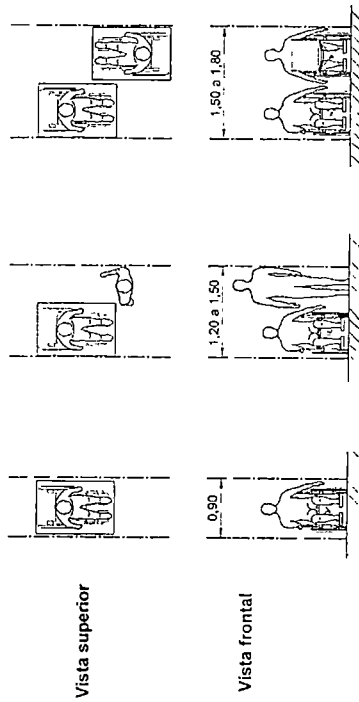 Vista superior
Vista frontal
0,90
1,20 a 1,50
1,50 a 1,80